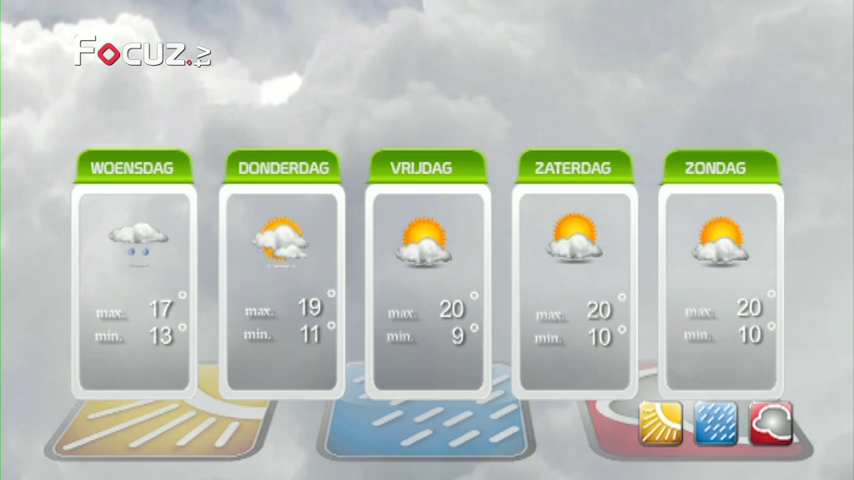 FOCUZ.tv
WOENSDAG
max. 17°
min. 13°
DONDERDAG
max. 19°
min. 11°
VRIJDAG
max. 20°
min. 9°
ZATERDAG
max. 20°
min. 10°
ZONDAG
max. 20°
min. 10°